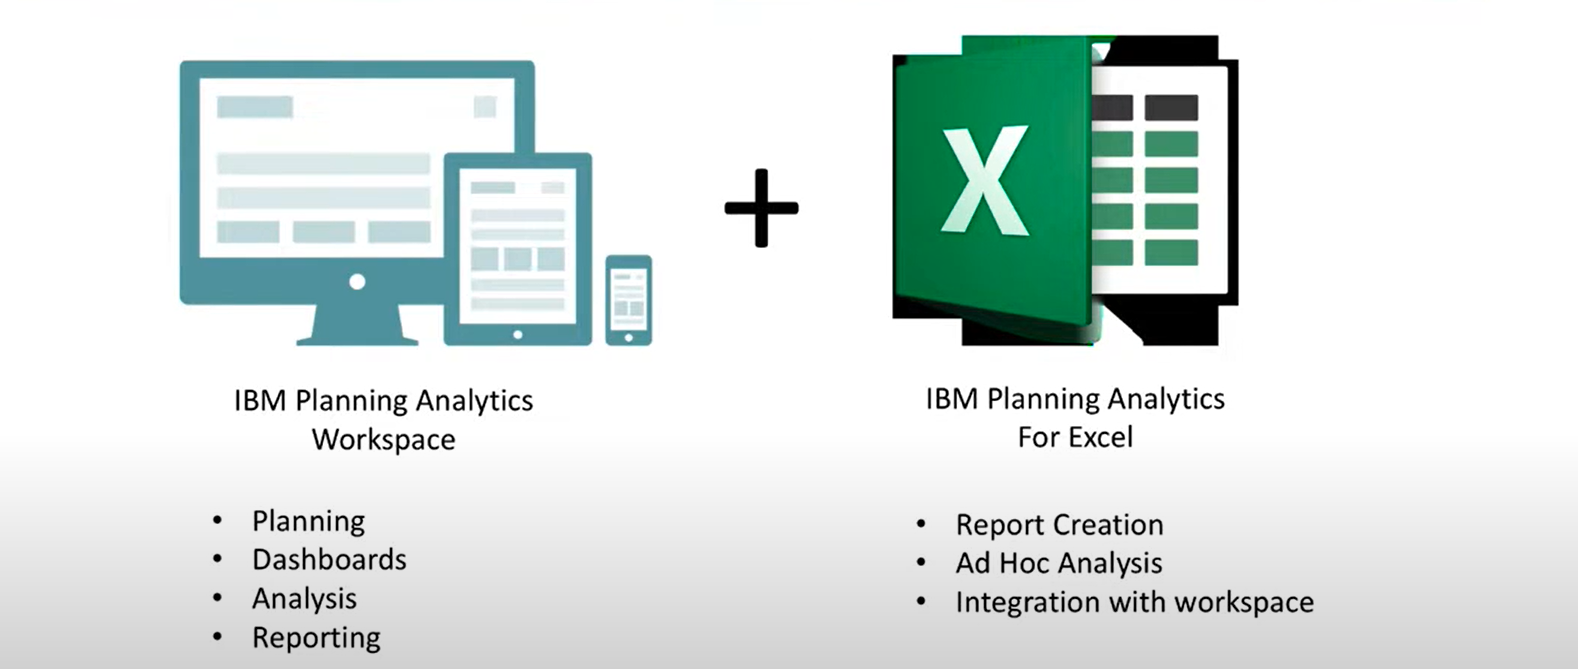 X
IBM Planning Analytics
Workspace
• Planning
• Dashboards
• Analysis
• Reporting
IBM Planning Analytics
For Excel
• Report Creation
• Ad Hoc Analysis
• Integration with workspace